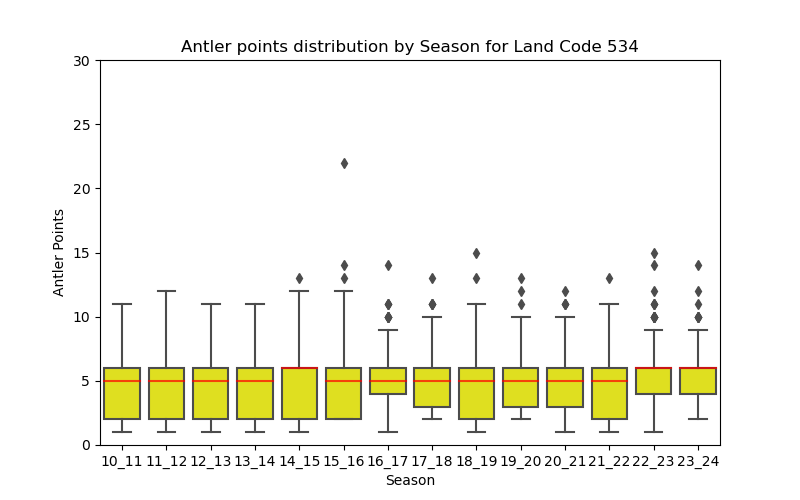 Antler points distribution by Season for Land Code 534
30
25
20
15
10
5
0
Antler Points
10_11 11_12 12_13 13_14 14_15 15_16 16_17 17_18 18_19 19_20 20_21 21_22 22_23 23_24
Season